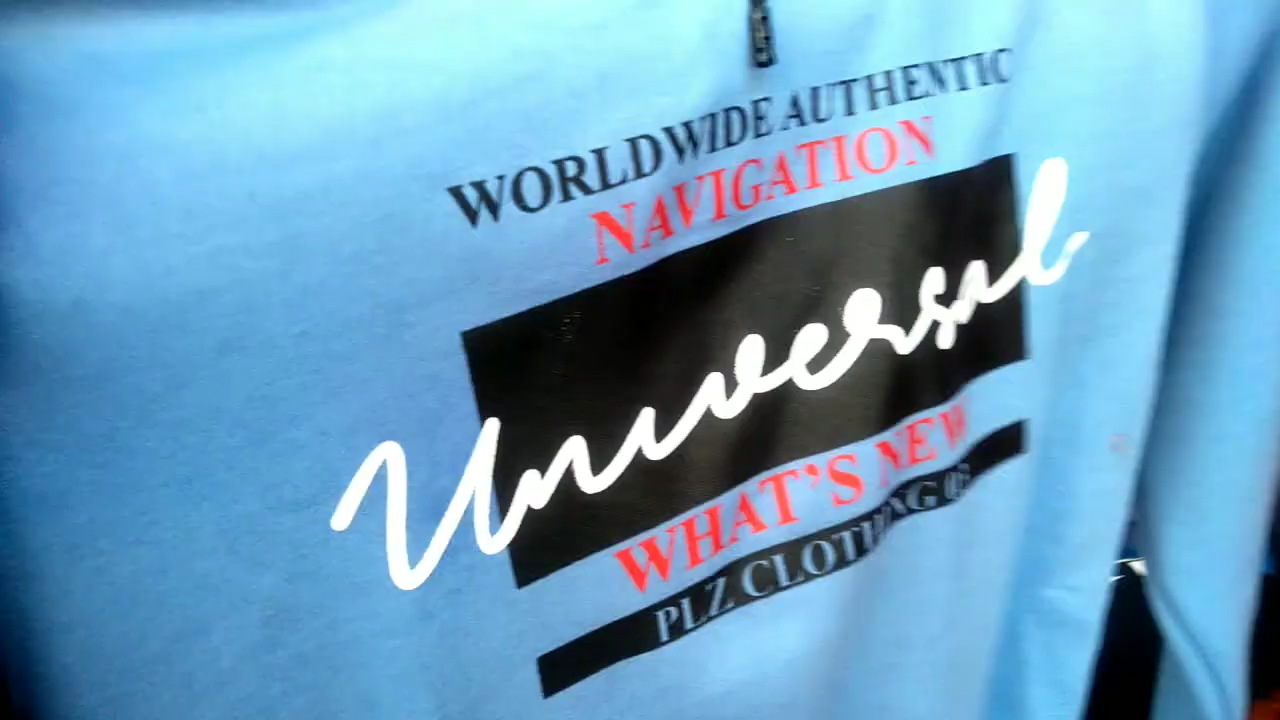 WORLDWIDE AUTHENTIC
NAVIGATION
Universal
WHAT'S NEW
PLZ CLOTHING